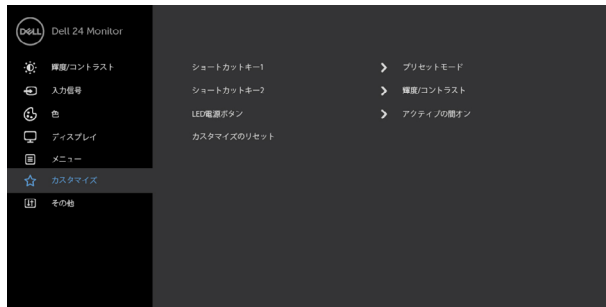 DELL Dell 24 Monitor
輝度/コントラスト
入力信号
色
ディスプレイ
メニュー
カスタマイズ
その他
ショートカットキー1 プリセットモード
ショートカットキー2 輝度/コントラスト
LED電源ボタン アクティブの間オン
カスタマイズのリセット